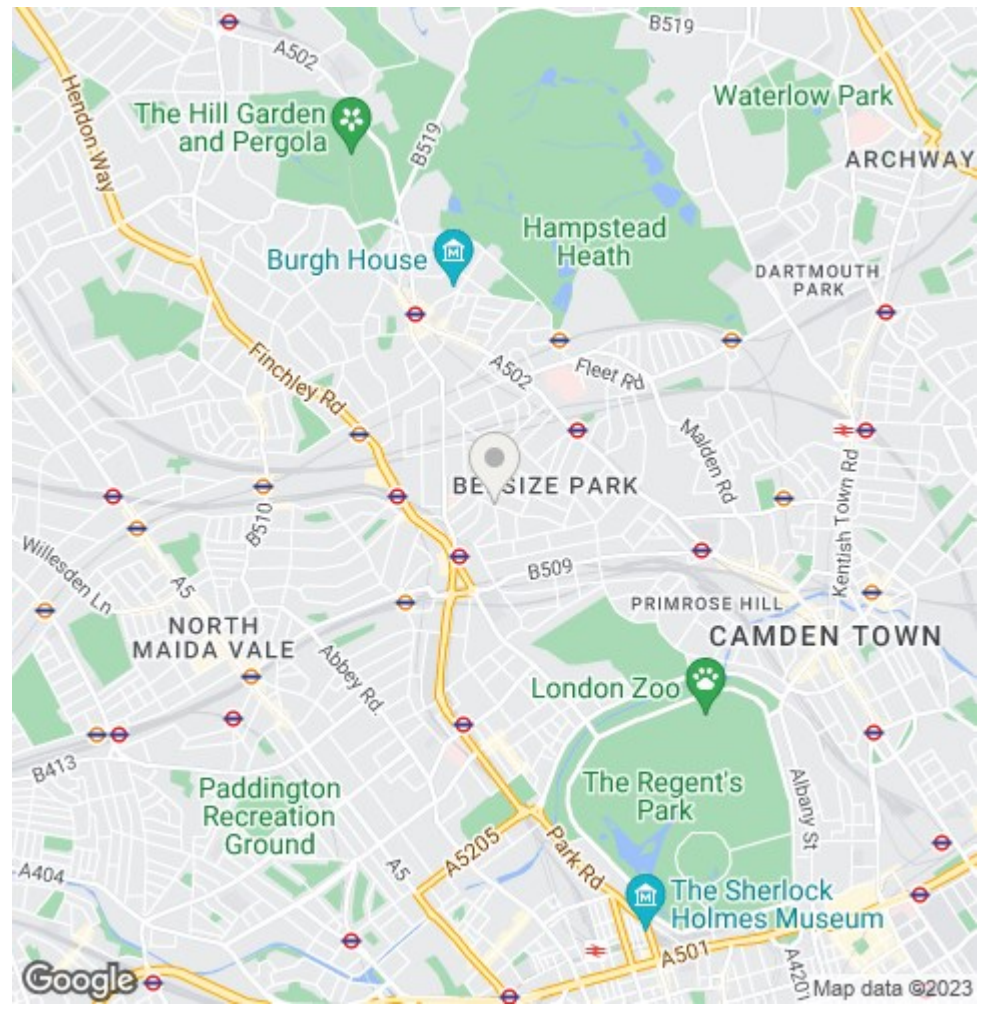 B519
A502
Hendon Way
The Hill Garden
and Pergola
B519
Waterlow Park
ARCHWAY
Hampstead
Heath
Burgh House
DARTMOUTH
PARK
Finchley Rd
A502
Fleet Rd
Malden Rd
BELSIZE PARK
Kentish Town Rd
B510
Willesden Ln
A5
B509
NORTH
MAIDA VALE
PRIMROSE HILL
CAMDEN TOWN
Abbey Rd.
London Zoo
B413
Paddington
Recreation
Ground
The Regent's
Park
Albany St
A5205
Park Rd
A404
A5
The Sherlock
Holmes Museum
A501
A4201
Google
Map data ©2023